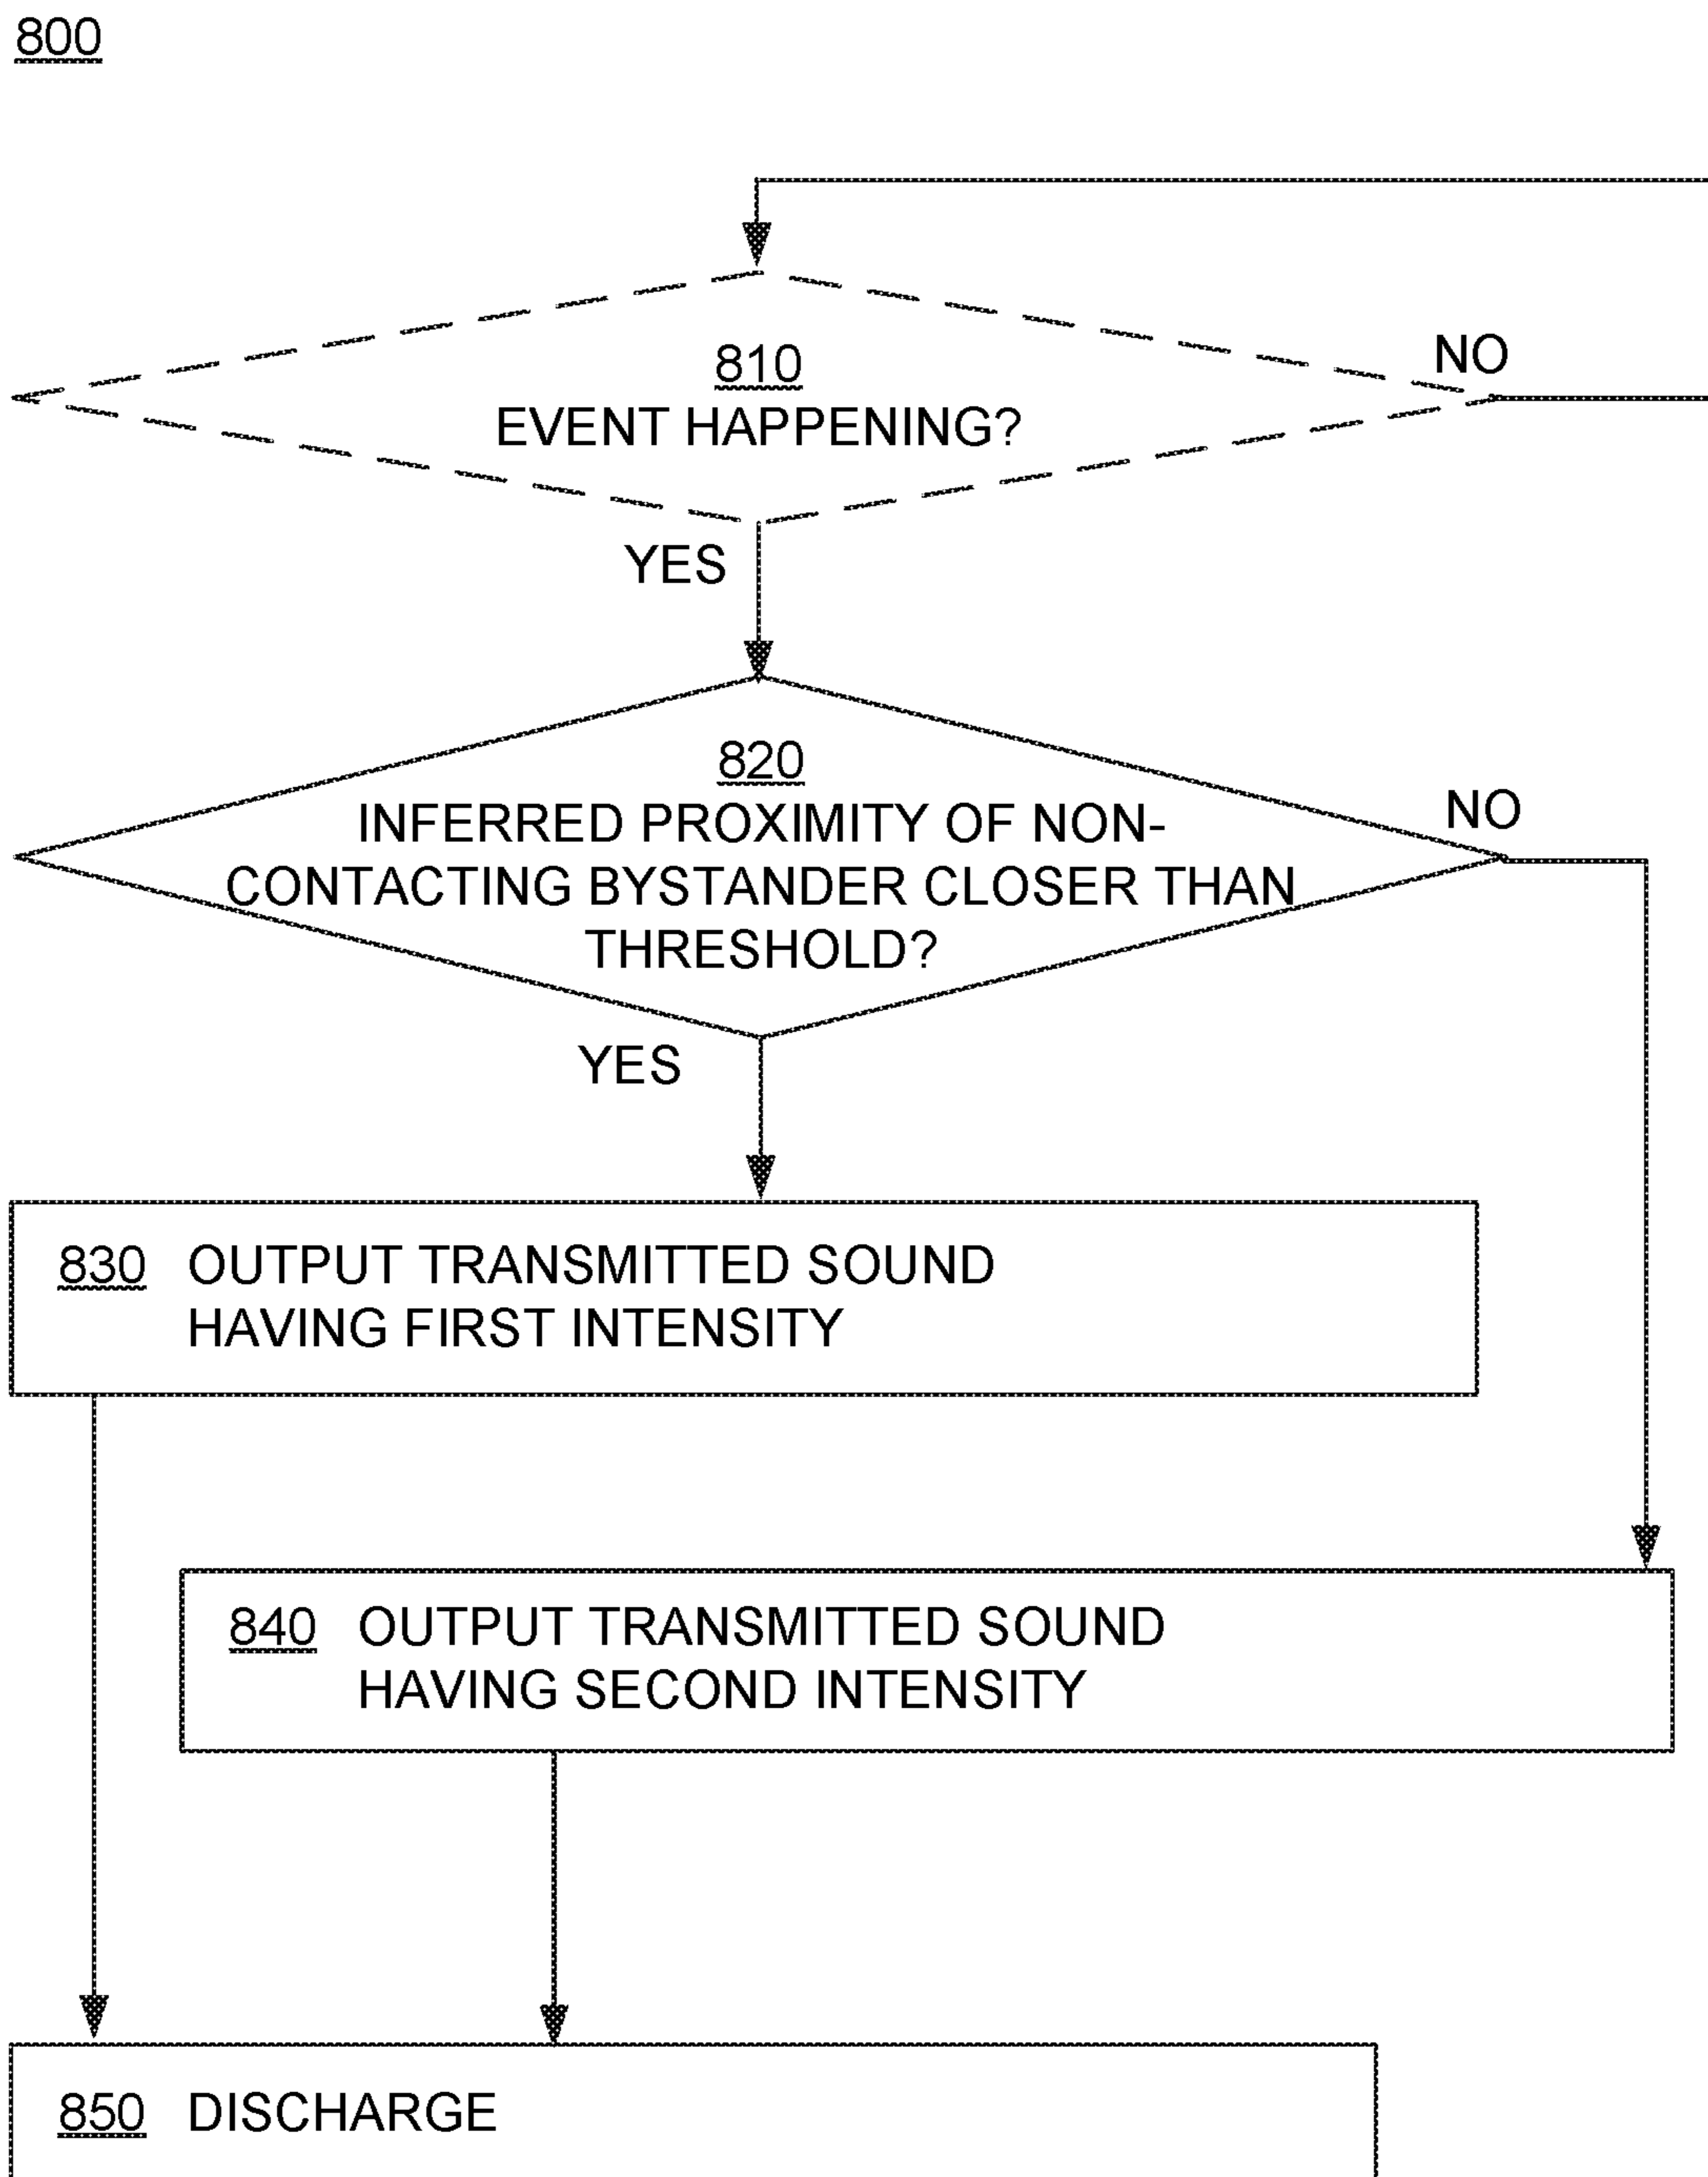 800
810
NO
EVENT HAPPENING?
YES
820
NO
INFERRED PROXIMITY OF NON-
CONTACTING BYSTANDER CLOSER THAN
THRESHOLD?
YES
830 OUTPUT TRANSMITTED SOUND
HAVING FIRST INTENSITY
840 OUTPUT TRANSMITTED SOUND
HAVING SECOND INTENSITY
850 DISCHARGE